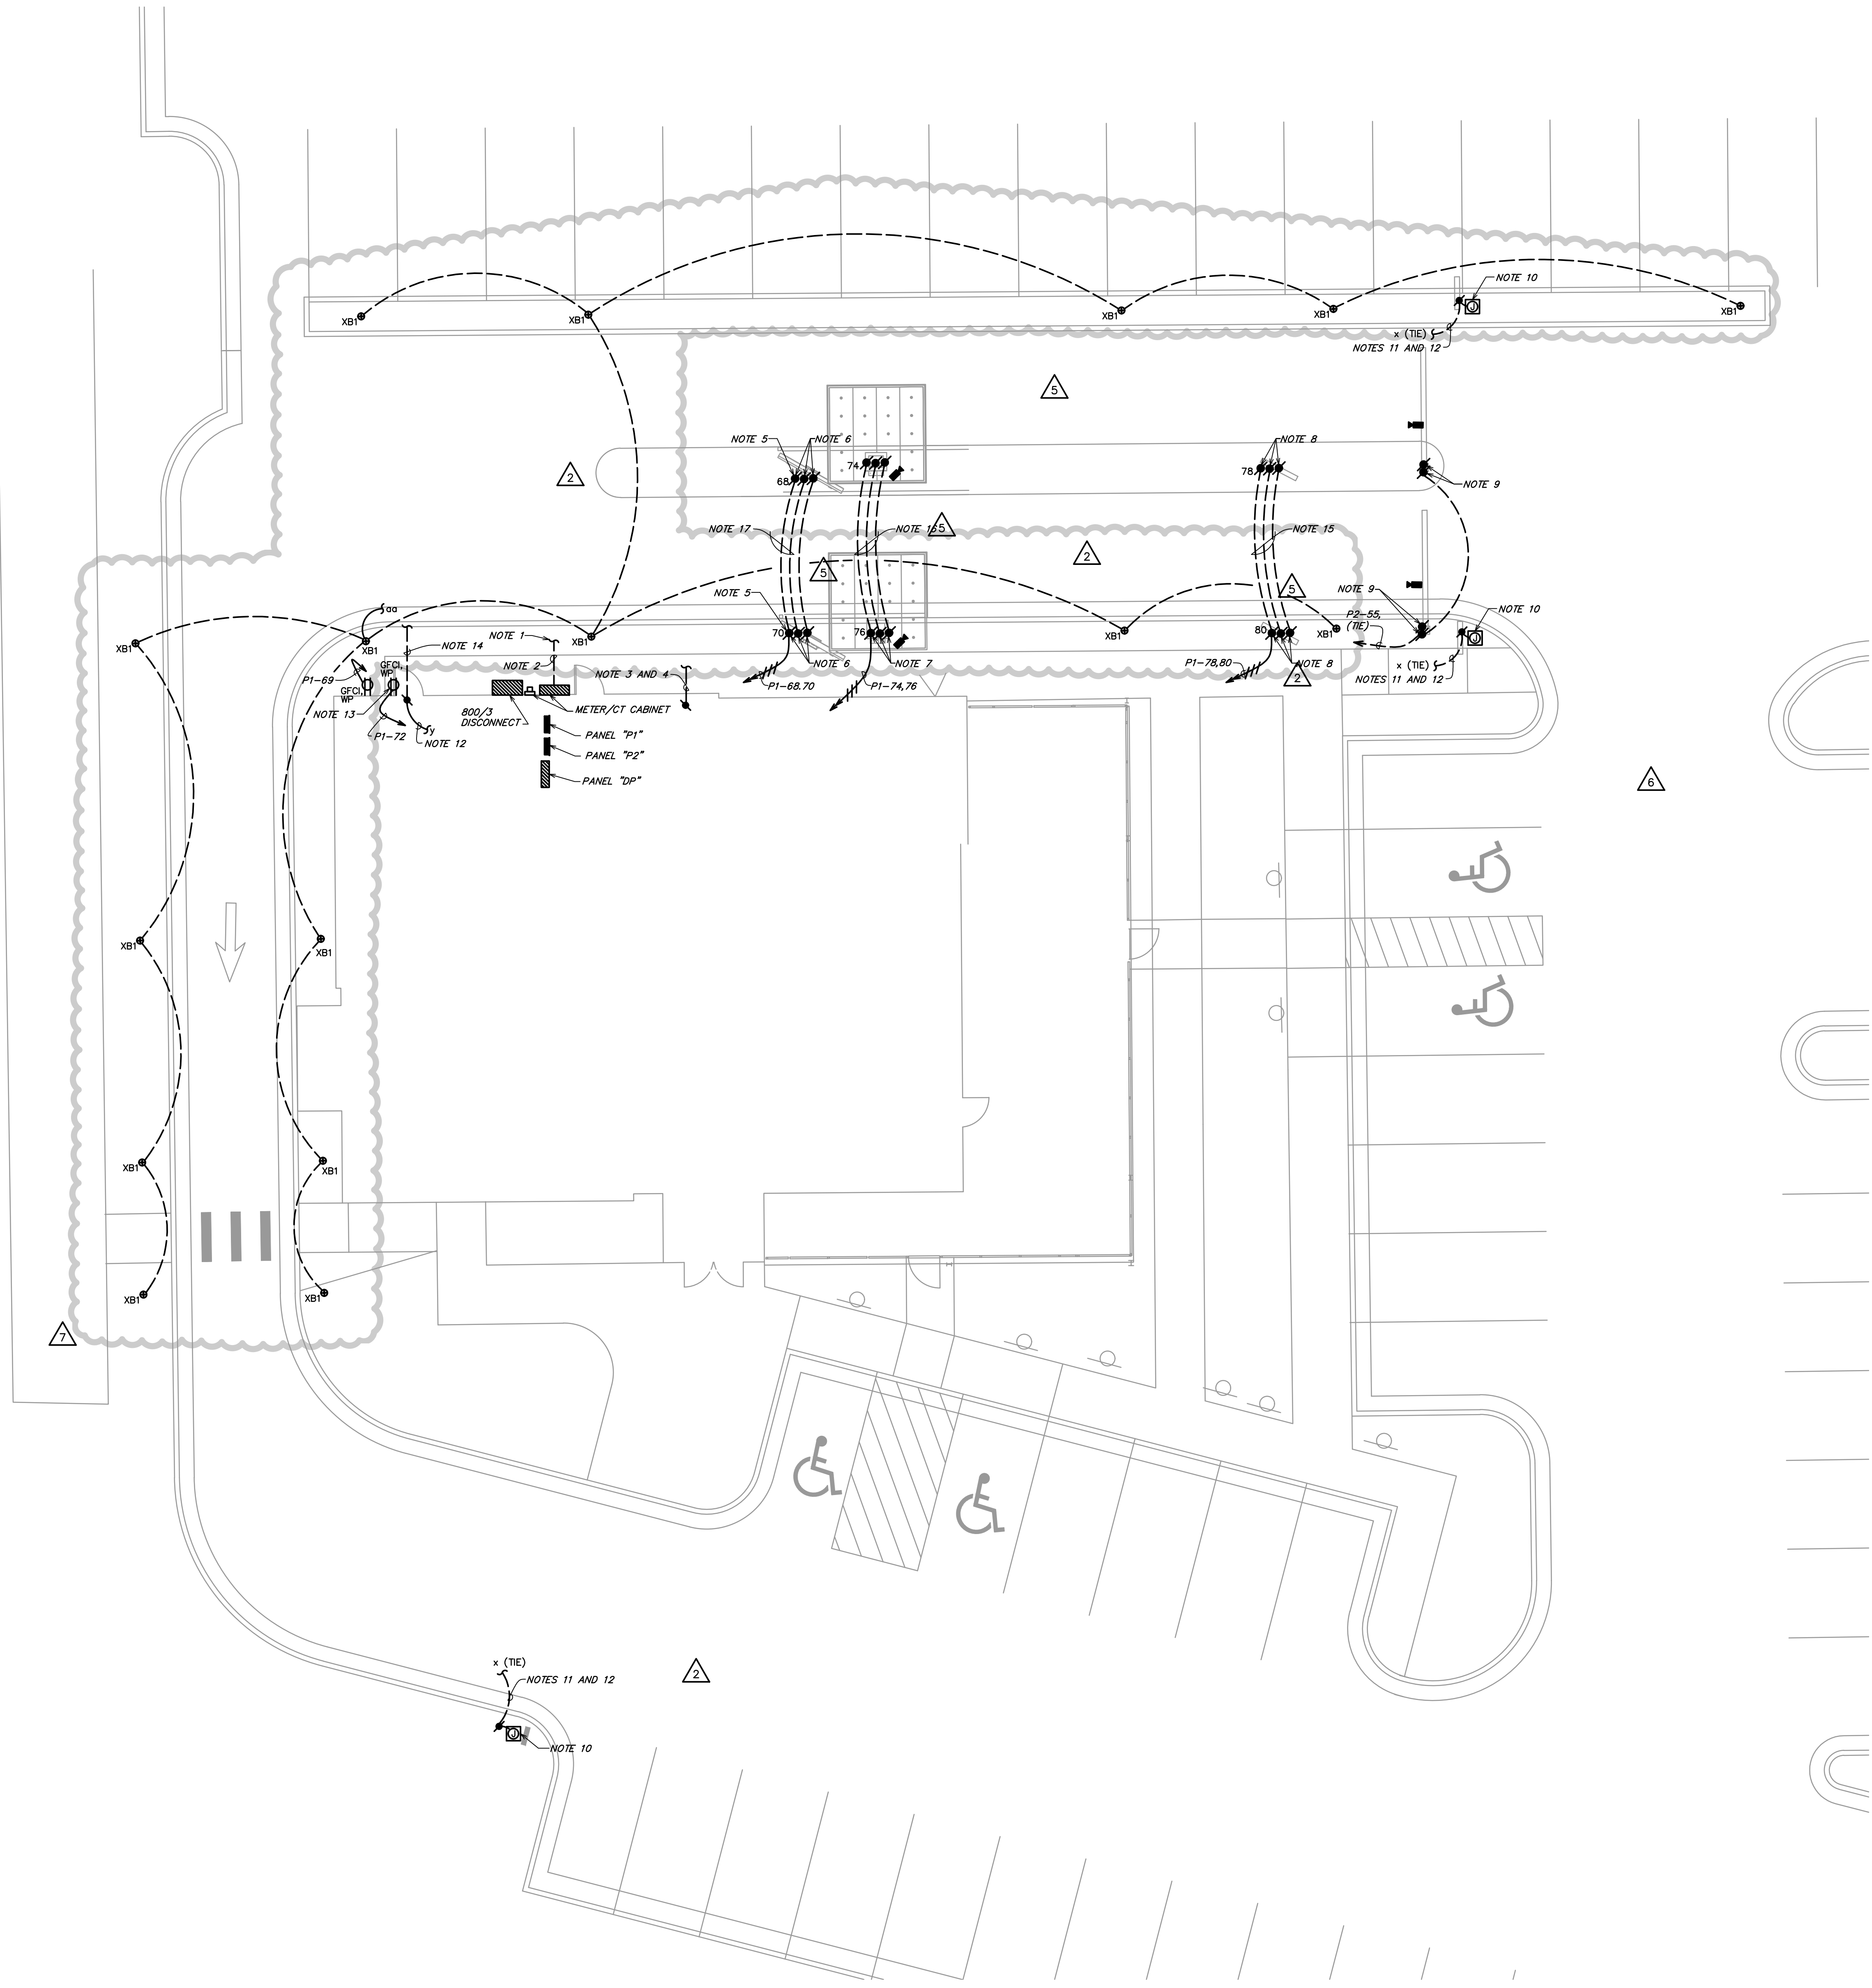 NOTE 10
XB1
XB1
XB1
XB1
XB1
x (TIE)
NOTES 11 AND 12
5
NOTE 5
NOTE 6
NOTE 8
74
78
2
68
NOTE 9
NOTE 17
NOTE 16
5
NOTE 15
2
5
5
NOTE 5
NOTE 9
aa
P2-55,
(TIE)
NOTE 10
NOTE 1
70
76
80
XB1
XB1
XB1
XB1
XB1
NOTE 14
GFCI,
WP
NOTE 2
NOTE 6
NOTE 7
NOTE 8
P1-78,80
x (TIE)
NOTES 11 AND 12
P1-69
NOTE 3 AND 4
2
GFCI,
WP
P1-68.70
P1-74,76
NOTE 13
800/3
DISCONNECT
METER/CT CABINET
P1-72
y
NOTE 12
PANEL "P1"
PANEL "P2"
PANEL "DP"
6
XB1
XB1
XB1
XB1
XB1
XB1
7
x (TIE)
2
NOTES 11 AND 12
NOTE 10
J
J
J